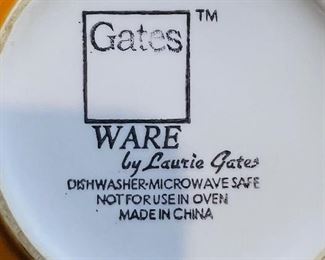 Gates ™
WARE
by Laurie Gates
DISHWASHER-MICROWAVE SAFE
NOT FOR USE IN OVEN
MADE IN CHINA